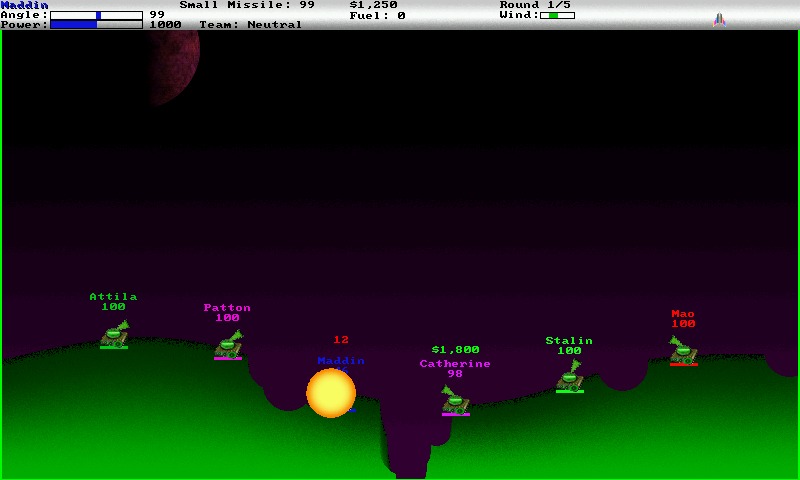 Maddin Small Missile: 99 $1,250 Round 1/5
Angle: 99 Fuel: 0 Wind:
Power: 1000 Team: Neutral
Attila
100
Patton
100
12
Maddin
$1,800
Catherine
98
Stalin
100
Mao
100